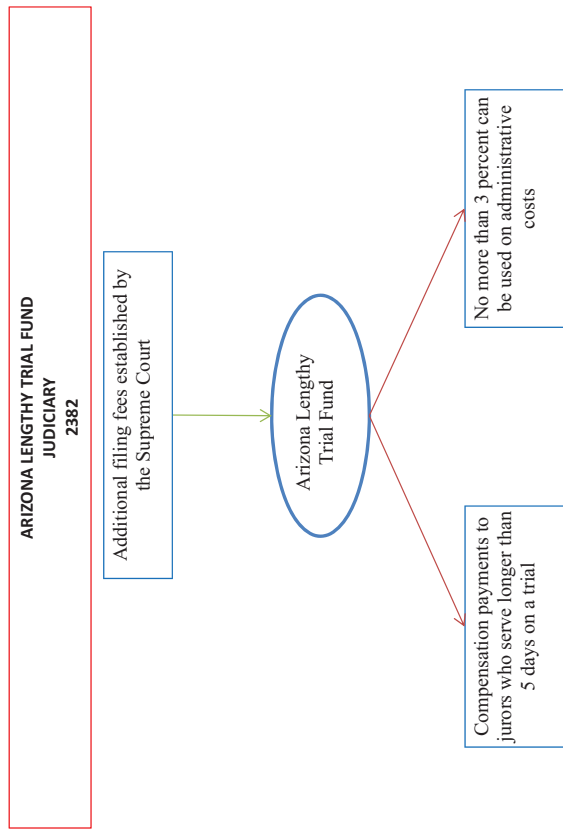 ARIZONA LENGTHY TRIAL FUND
JUDICIARY
2382
Additional filing fees established by
the Supreme Court
Arizona Lengthy
Trial Fund
Compensation payments to
jurors who serve longer than
5 days on a trial
No more than 3 percent can
be used on administrative
costs